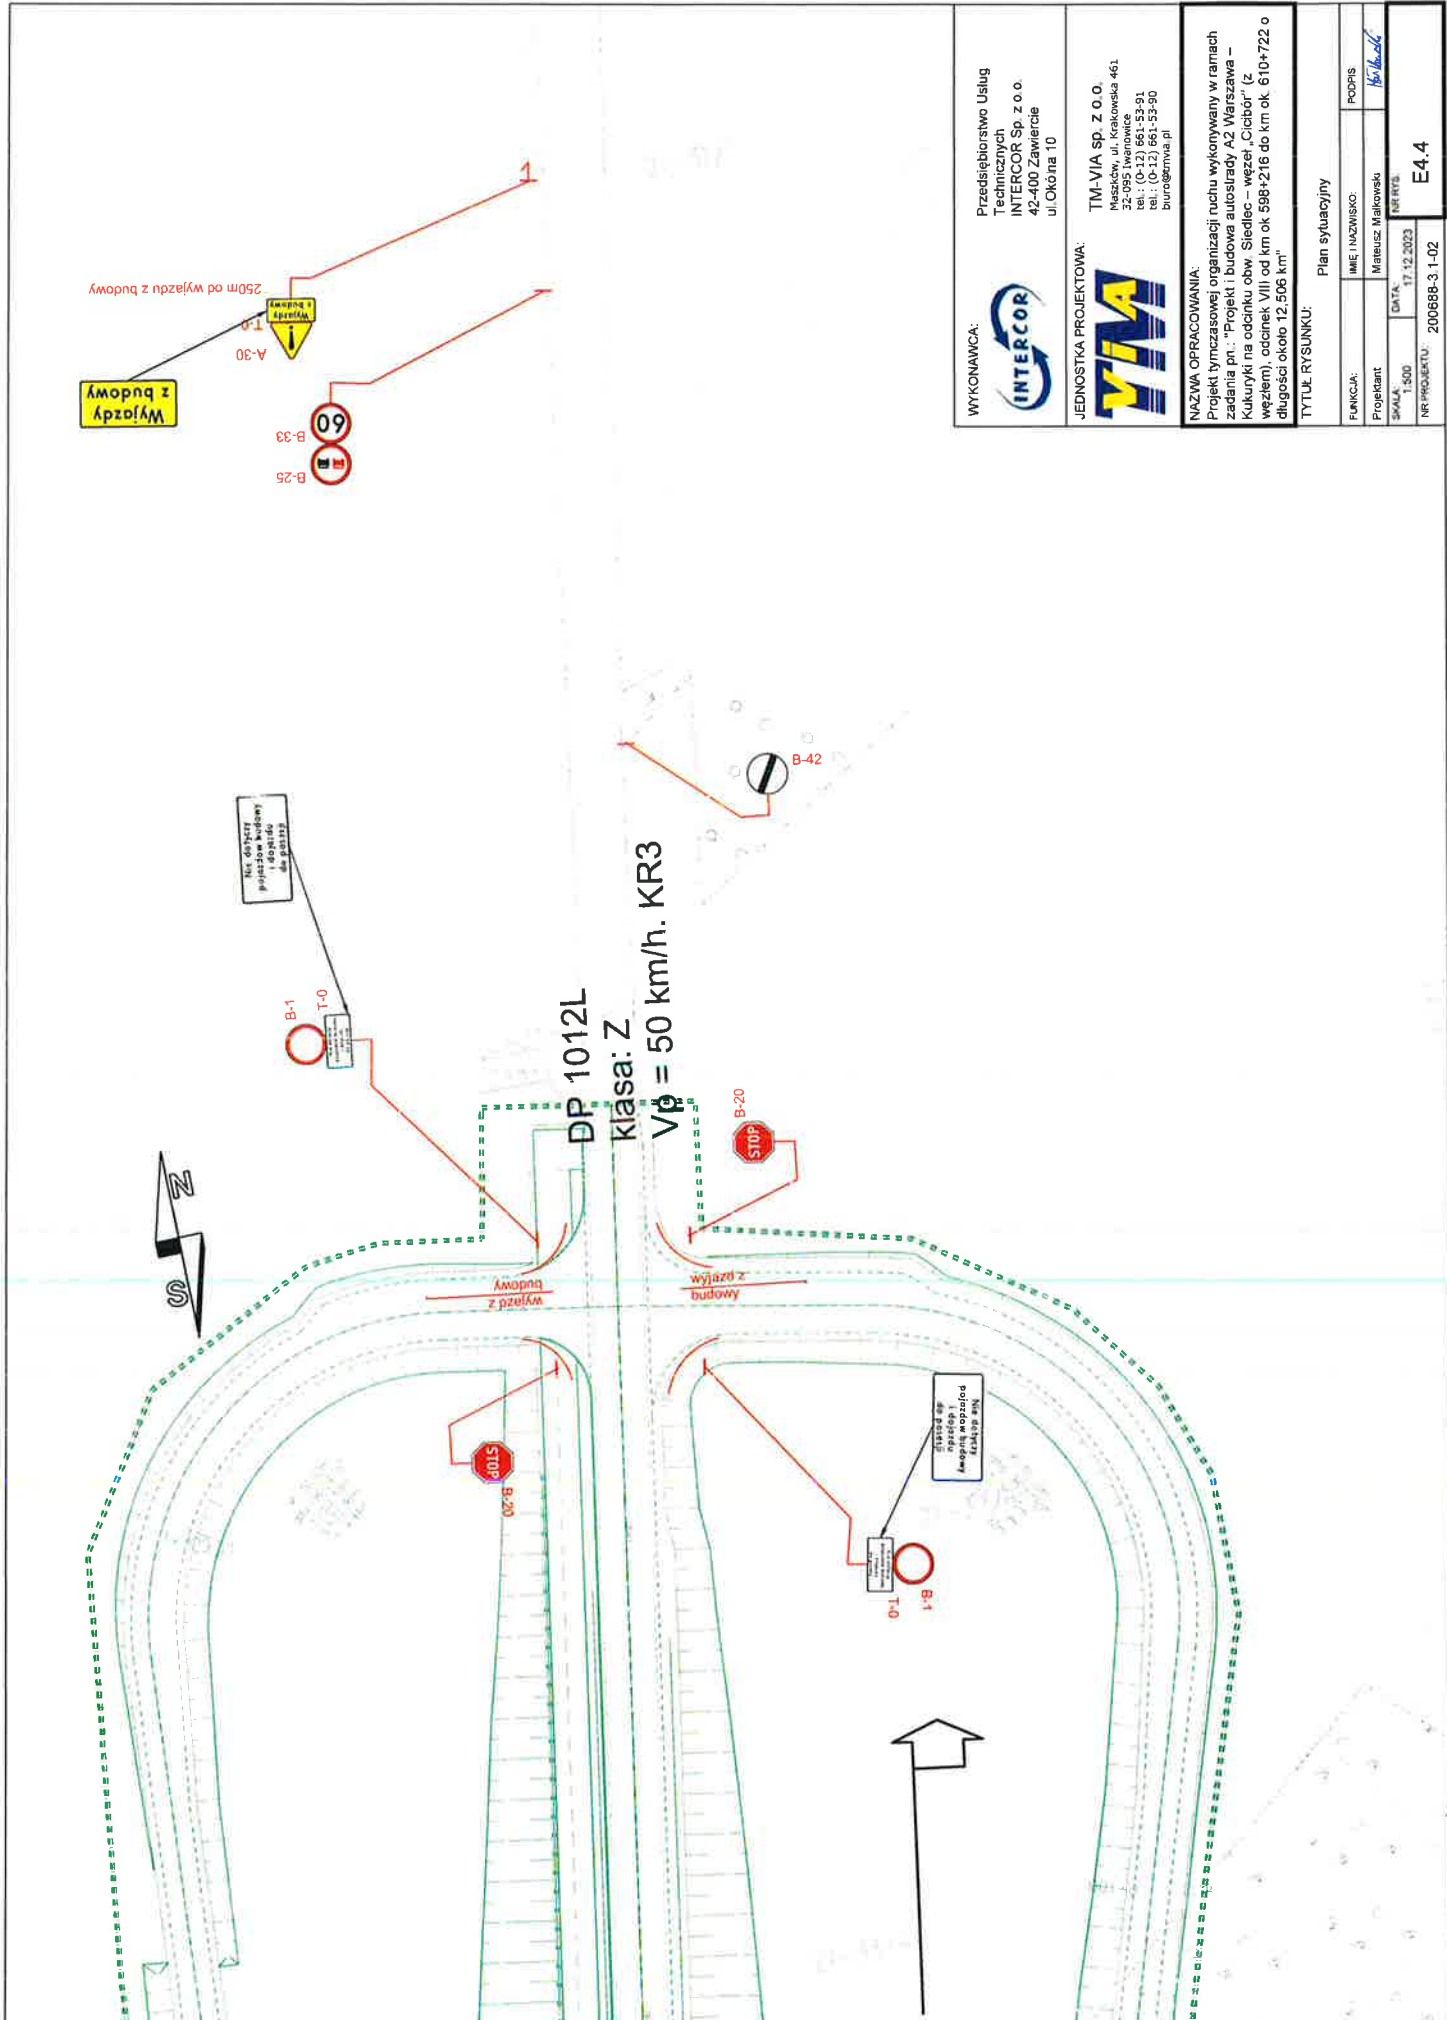 Wyjazdy
z budowy
250m od wyjazdu z budowy
A-30
T-0
Wyjazdy
z budowy
B-33
B-25
60
Nie dotyczy
pojazdów budowy
i dojazdu
do posesji
B-1
T-0
B-42
DP 1012L
klasa: Z
Vp = 50 km/h. KR3
N
S
B-20
STOP
wyjazd z
budowy
wyjazd z
budowy
STOP
B-20
Nie dotyczy
pojazdów budowy
i dojazdu
do posesji
T-0
B-1
WYKONAWCA:
INTERCOR
Przedsiębiorstwo Usług
Technicznych
INTERCOR Sp. z o.o.
42-400 Zawiercie
ul. Okólna 10
JEDNOSTKA PROJEKTOWA:
TM-VIA sp. z o.o.
Maszków, ul. Krakowska 461
32-095 Iwanowice
tel.: (0-12) 661-53-91
tel.: (0-12) 661-53-90
biuro@tmvia.pl
NAZWA OPRACOWANIA:
Projekt tymczasowej organizacji ruchu wykonywany w ramach
zadania pn.: "Projekt i budowa autostrady A2 Warszawa –
Kukuryki na odcinku obw. Siedlec – węzeł „Cicibór” (z
węzłem), odcinek VIII od km ok 598+216 do km ok. 610+722 o
długości około 12,506 km"
TYTUŁ RYSUNKU:
Plan sytuacyjny
FUNKCJA:
IMIĘ I NAZWISKO:
PODPIS
Projektant
Mateusz Malkowski
SKALA:
1:500
DATA:
17.12.2023
NR RYS.
E4.4
NR PROJEKTU:
200688-3.1-02